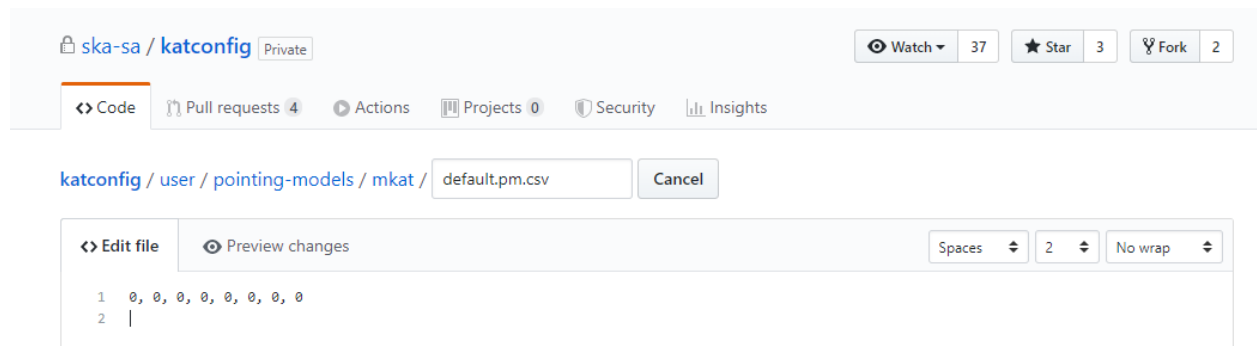 ska-sa / katconfig Private Watch 37 Star 3 Fork 2
Code Pull requests 4 Actions Projects 0 Security Insights
katconfig / user / pointing-models / mkat / default.pm.csv Cancel
Edit file Preview changes Spaces 2 No wrap
1 0, 0, 0, 0, 0, 0, 0, 0
2